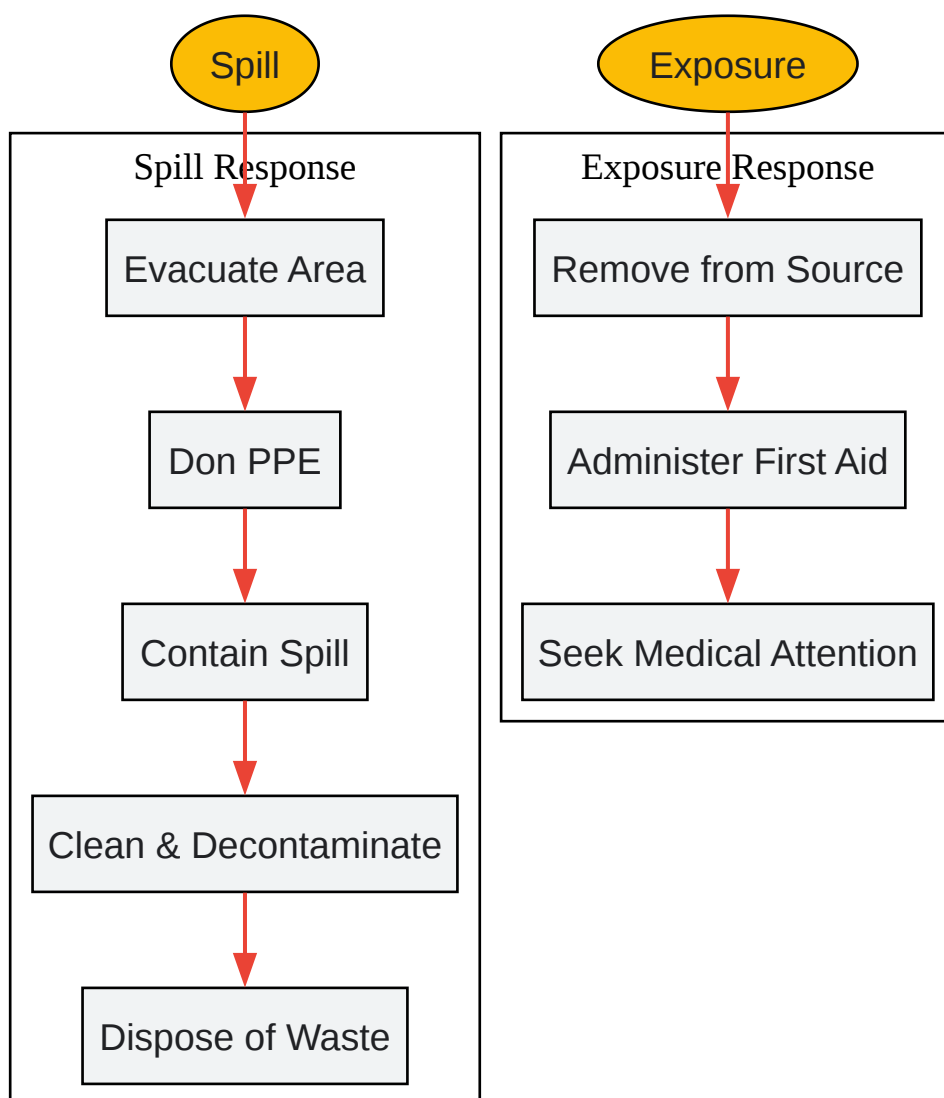 Spill
Spill Response
Evacuate Area
Don PPE
Contain Spill
Clean & Decontaminate
Dispose of Waste
Exposure
Exposure Response
Remove from Source
Administer First Aid
Seek Medical Attention